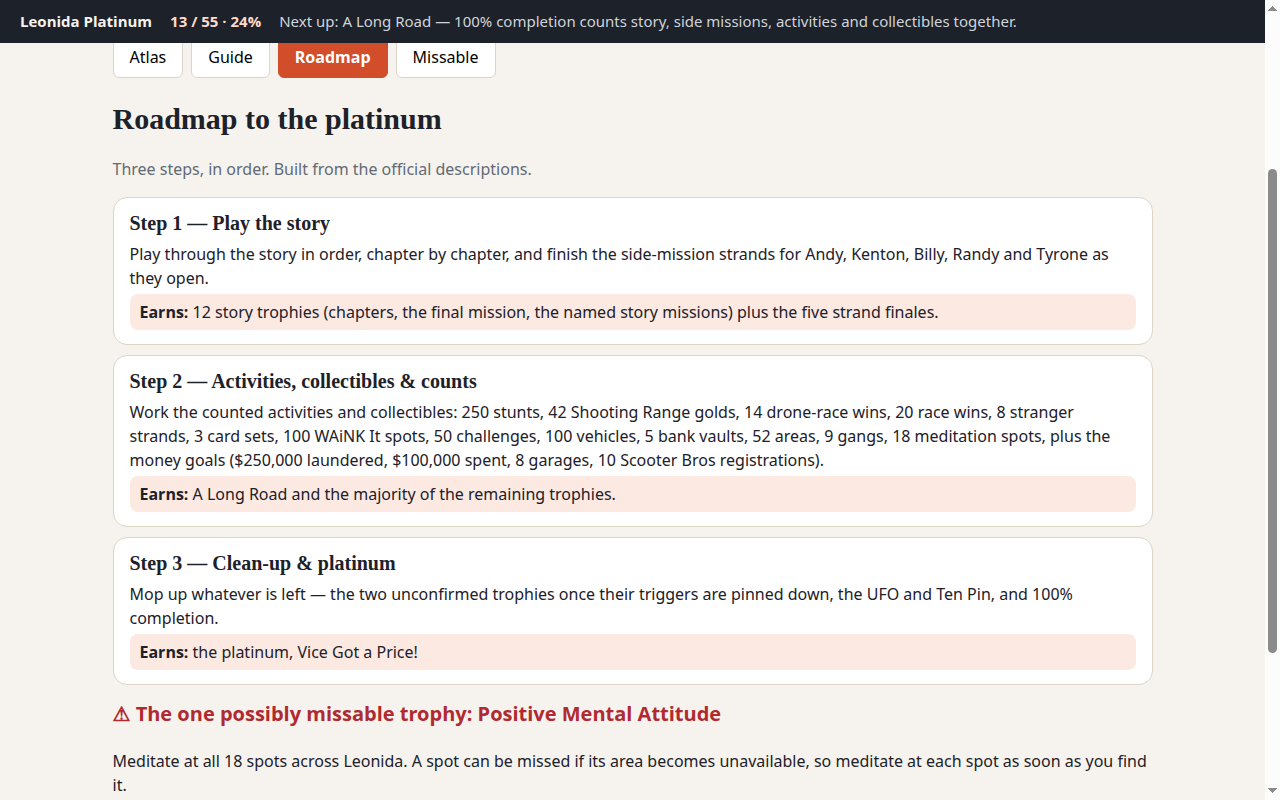 Leonida Platinum 13 / 55 · 24% Next up: A Long Road — 100% completion counts story, side missions, activities and collectibles together.
Atlas Guide Roadmap Missable
Roadmap to the platinum
Three steps, in order. Built from the official descriptions.
Step 1 — Play the story
Play through the story in order, chapter by chapter, and finish the side-mission strands for Andy, Kenton, Billy, Randy and Tyrone as
they open.
Earns: 12 story trophies (chapters, the final mission, the named story missions) plus the five strand finales.
Step 2 — Activities, collectibles & counts
Work the counted activities and collectibles: 250 stunts, 42 Shooting Range golds, 14 drone-race wins, 20 race wins, 8 stranger
strands, 3 card sets, 100 WAiNK It spots, 50 challenges, 100 vehicles, 5 bank vaults, 52 areas, 9 gangs, 18 meditation spots, plus the
money goals ($250,000 laundered, $100,000 spent, 8 garages, 10 Scooter Bros registrations).
Earns: A Long Road and the majority of the remaining trophies.
Step 3 — Clean-up & platinum
Mop up whatever is left — the two unconfirmed trophies once their triggers are pinned down, the UFO and Ten Pin, and 100%
completion.
Earns: the platinum, Vice Got a Price!
⚠ The one possibly missable trophy: Positive Mental Attitude
Meditate at all 18 spots across Leonida. A spot can be missed if its area becomes unavailable, so meditate at each spot as soon as you find
it.